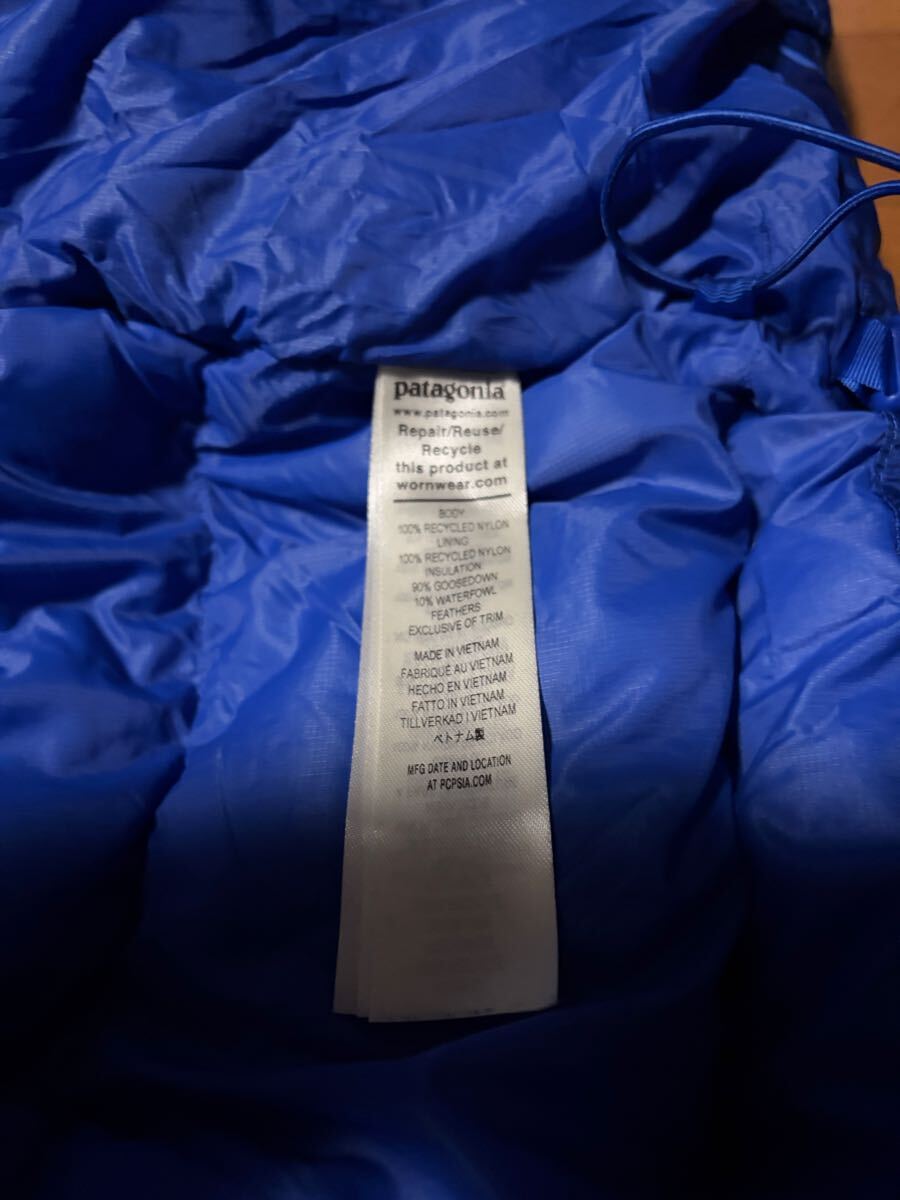 patagonia
www.patagonia.com
Repair/Reuse/
Recycle
this product at
wornwear.com
BODY
100% RECYCLED NYLON
LINING
100% RECYCLED NYLON
INSULATION
90% GOOSEDOWN
10% WATERFOWL
FEATHERS
EXCLUSIVE OF TRIM
MADE IN VIETNAM
FABRIQUÉ AU VIETNAM
HECHO EN VIETNAM
FATTO IN VIETNAM
TILLVERKAD I VIETNAM
ベトナム製
MFG DATE AND LOCATION
AT PCPSIA.COM